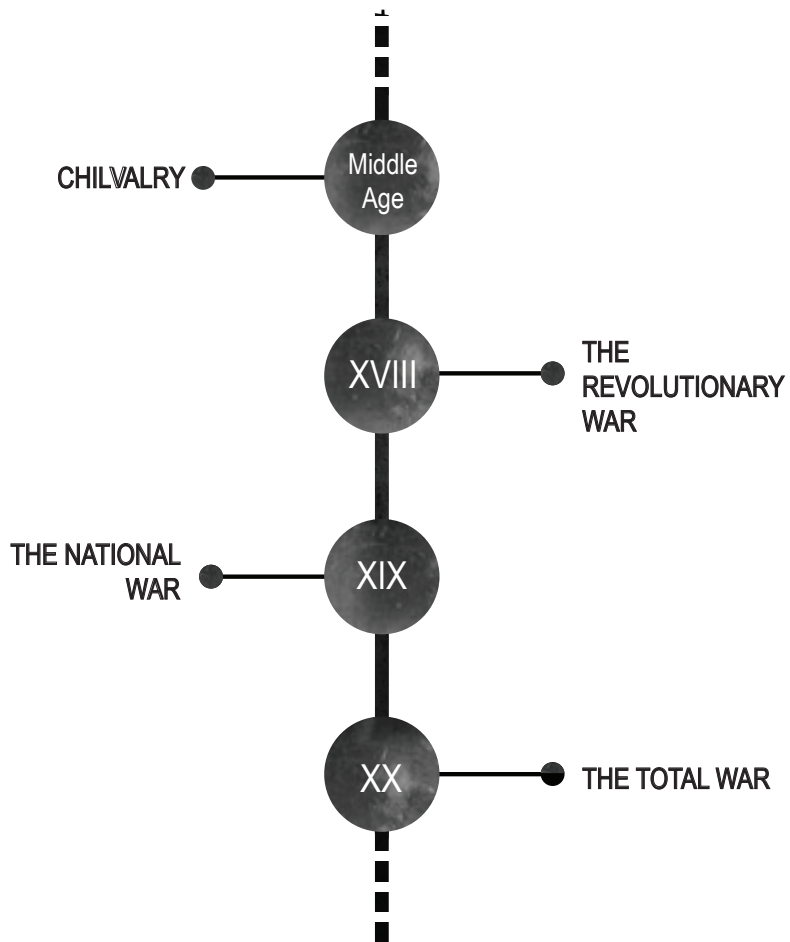 CHILVALRY
Middle
Age
XVIII
THE
REVOLUTIONARY
WAR
THE NATIONAL
WAR
XIX
XX
THE TOTAL WAR